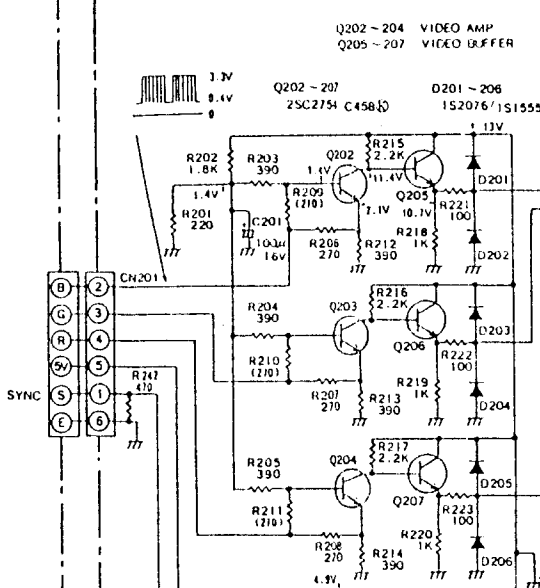 Q202~204 VIDEO AMP
Q205~207 VIDEO BUFFER
3.3V
0.4V
0
Q202~207
2SC2754
D201~206
1S2076/1S1555
13V
R202
1.8K
R203
390
Q202
R215
2.2K
1.4V
R201
220
R209
(210)
11.4V
Q205
D201
C201
100µ
16V
2.1V
10.7V
R221
100
R206
270
R212
390
R218
1K
D202
CN201
B 2
G 3
R 4
5V 5
SYNC S 1
E 6
R242
470
R204
390
Q203
R216
2.2K
Q206
D203
R210
(210)
R222
100
R207
270
R213
390
R219
1K
D204
R205
390
Q204
R217
2.2K
Q207
D205
R211
(210)
R223
100
R208
270
R214
390
R220
1K
D206
4.9V